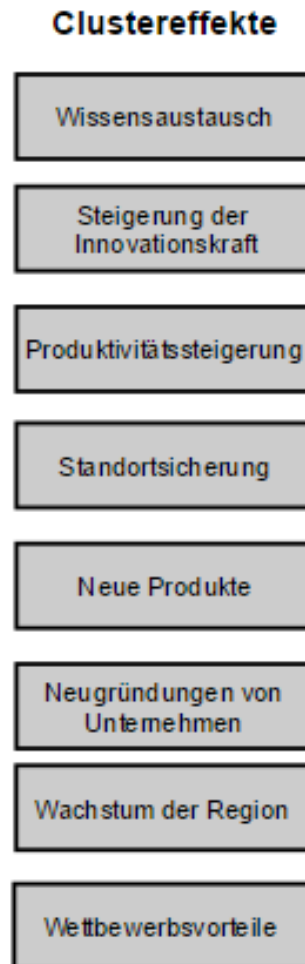 Clustereffekte
Wissensaustausch
Steigerung der
Innovationskraft
Produktivitätssteigerung
Standortsicherung
Neue Produkte
Neugründungen von
Unternehmen
Wachstum der Region
Wettbewerbsvorteile